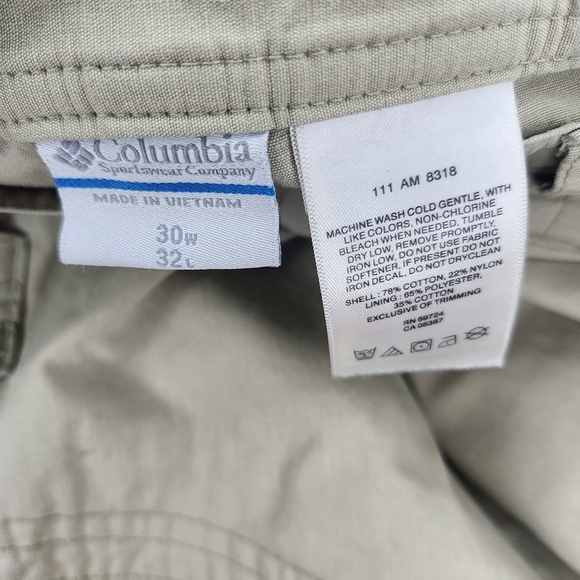 Columbia
Sportswear Company
MADE IN VIETNAM
30W
32L
111 AM 8318
MACHINE WASH COLD GENTLE, WITH
LIKE COLORS, NON-CHLORINE
BLEACH WHEN NEEDED, TUMBLE
DRY LOW, REMOVE PROMPTLY,
IRON LOW, DO NOT USE FABRIC
SOFTENER, IF PRESENT DO NOT
IRON DECAL, DO NOT DRYCLEAN
SHELL : 78% COTTON, 22% NYLON
LINING : 65% POLYESTER,
35% COTTON
EXCLUSIVE OF TRIMMING
RN 69724
CA 05367